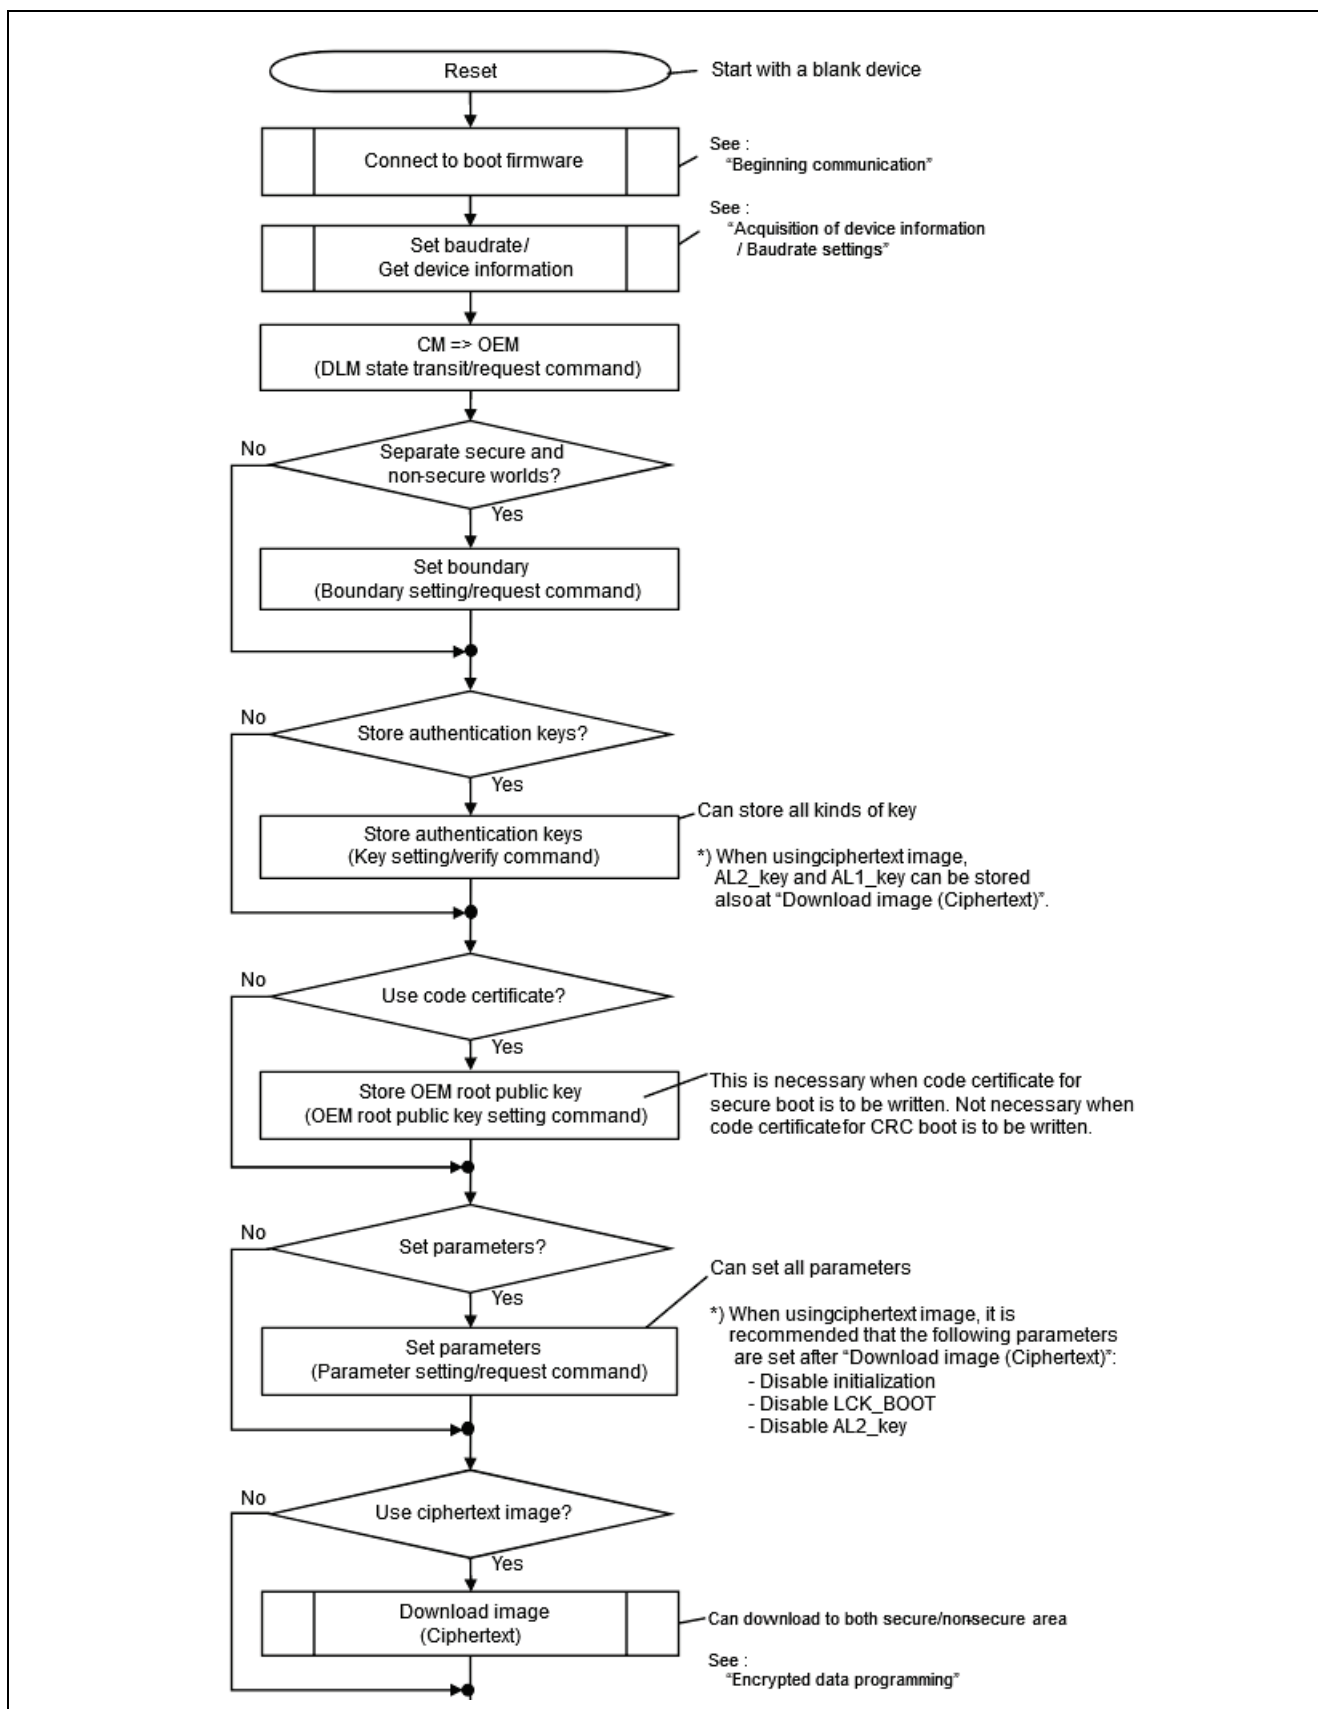 Reset
Start with a blank device
Connect to boot firmware
See :
“Beginning communication”
Set baudrate/
Get device information
See :
“Acquisition of device information
/ Baudrate settings”
CM => OEM
(DLM state transit/request command)
Separate secure and
non-secure worlds?
No
Yes
Set boundary
(Boundary setting/request command)
Store authentication keys?
No
Yes
Store authentication keys
(Key setting/verify command)
Can store all kinds of key
*) When usingciphertext image,
AL2_key and AL1_key can be stored
also at “Download image (Ciphertext)”.
Use code certificate?
No
Yes
Store OEM root public key
(OEM root public key setting command)
This is necessary when code certificate for
secure boot is to be written. Not necessary when
code certificate for CRC boot is to be written.
Set parameters?
No
Yes
Set parameters
(Parameter setting/request command)
Can set all parameters
*) When usingciphertext image, it is
recommended that the following parameters
are set after “Download image (Ciphertext)”:
- Disable initialization
- Disable LCK_BOOT
- Disable AL2_key
Use ciphertext image?
No
Yes
Download image
(Ciphertext)
Can download to both secure/non-secure area
See :
“Encrypted data programming”